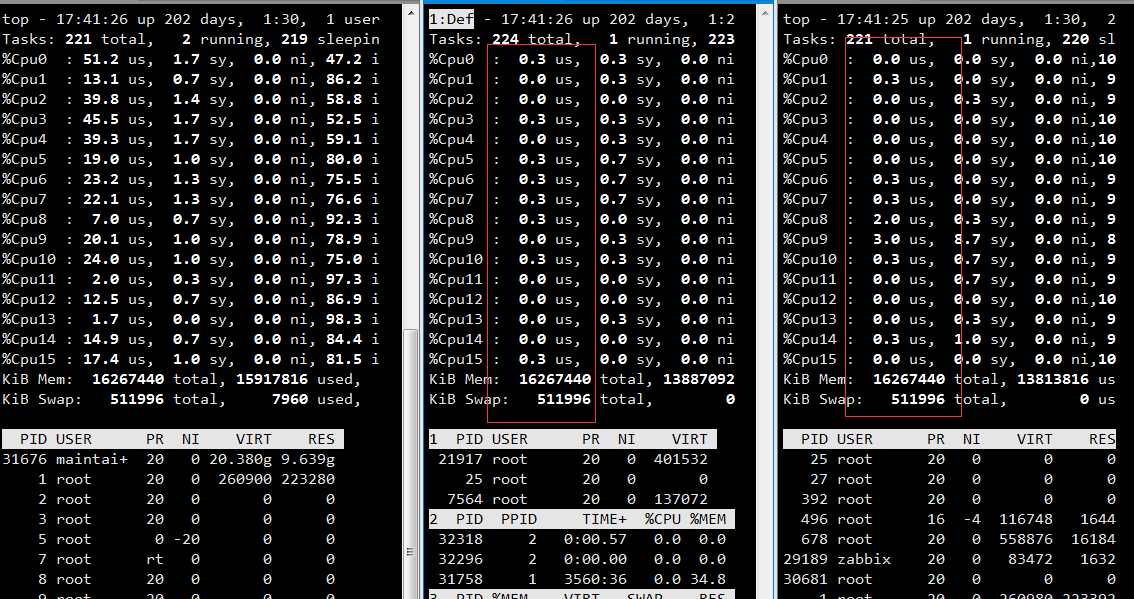 top - 17:41:26 up 202 days,  1:30,  1 user
Tasks: 221 total,   2 running, 219 sleepin
%Cpu0  : 51.2 us,  1.7 sy,  0.0 ni, 47.2 i
%Cpu1  : 13.1 us,  0.7 sy,  0.0 ni, 86.2 i
%Cpu2  : 39.8 us,  1.4 sy,  0.0 ni, 58.8 i
%Cpu3  : 45.5 us,  1.7 sy,  0.0 ni, 52.5 i
%Cpu4  : 39.3 us,  1.7 sy,  0.0 ni, 59.1 i
%Cpu5  : 19.0 us,  1.0 sy,  0.0 ni, 80.0 i
%Cpu6  : 23.2 us,  1.3 sy,  0.0 ni, 75.5 i
%Cpu7  : 22.1 us,  1.3 sy,  0.0 ni, 76.6 i
%Cpu8  :  7.0 us,  0.7 sy,  0.0 ni, 92.3 i
%Cpu9  : 20.1 us,  1.0 sy,  0.0 ni, 78.9 i
%Cpu10 : 24.0 us,  1.0 sy,  0.0 ni, 75.0 i
%Cpu11 :  2.0 us,  0.3 sy,  0.0 ni, 97.3 i
%Cpu12 : 12.5 us,  0.7 sy,  0.0 ni, 86.9 i
%Cpu13 :  1.7 us,  0.0 sy,  0.0 ni, 98.3 i
%Cpu14 : 14.9 us,  0.7 sy,  0.0 ni, 84.4 i
%Cpu15 : 17.4 us,  1.0 sy,  0.0 ni, 81.5 i
KiB Mem:  16267440 total, 15917816 used,
KiB Swap:   511996 total,     7960 used,
PID USER      PR  NI    VIRT    RES
31676 maintai+  20   0 20.380g 9.639g
1 root      20   0  260900 223280
2 root      20   0       0      0
3 root      20   0       0      0
5 root       0 -20       0      0
7 root      rt   0       0      0
8 root      20   0       0      0
9 root      20   0       0      0
1:Def - 17:41:26 up 202 days,  1:2
Tasks: 224 total,   1 running, 223
%Cpu0  :  0.3 us,  0.3 sy,  0.0 ni
%Cpu1  :  0.3 us,  0.3 sy,  0.0 ni
%Cpu2  :  0.0 us,  0.0 sy,  0.0 ni
%Cpu3  :  0.3 us,  0.3 sy,  0.0 ni
%Cpu4  :  0.0 us,  0.3 sy,  0.0 ni
%Cpu5  :  0.3 us,  0.7 sy,  0.0 ni
%Cpu6  :  0.3 us,  0.7 sy,  0.0 ni
%Cpu7  :  0.3 us,  0.7 sy,  0.0 ni
%Cpu8  :  0.3 us,  0.0 sy,  0.0 ni
%Cpu9  :  0.0 us,  0.3 sy,  0.0 ni
%Cpu10 :  0.3 us,  0.3 sy,  0.0 ni
%Cpu11 :  0.0 us,  0.0 sy,  0.0 ni
%Cpu12 :  0.0 us,  0.0 sy,  0.0 ni
%Cpu13 :  0.0 us,  0.3 sy,  0.0 ni
%Cpu14 :  0.0 us,  0.0 sy,  0.0 ni
%Cpu15 :  0.3 us,  0.0 sy,  0.0 ni
KiB Mem:  16267440 total, 13887092
KiB Swap:   511996 total,        0
1  PID USER      PR  NI    VIRT
21917 root      20   0  401532
25 root      20   0       0
7564 root      20   0  137072
2  PID  PPID     TIME+  %CPU %MEM
32318     2   0:00.57  0.0  0.0
32296     2   0:00.00  0.0  0.0
31758     1   3560:36  0.0 34.8
3  PID %MEM    VIRT   SWAP    RES
top - 17:41:25 up 202 days,  1:30,  2
Tasks: 221 total,   1 running, 220 sl
%Cpu0  :  0.0 us,  0.0 sy,  0.0 ni,10
%Cpu1  :  0.3 us,  0.0 sy,  0.0 ni, 9
%Cpu2  :  0.0 us,  0.3 sy,  0.0 ni, 9
%Cpu3  :  0.0 us,  0.0 sy,  0.0 ni,10
%Cpu4  :  0.0 us,  0.0 sy,  0.0 ni,10
%Cpu5  :  0.0 us,  0.0 sy,  0.0 ni,10
%Cpu6  :  0.3 us,  0.0 sy,  0.0 ni, 9
%Cpu7  :  0.3 us,  0.0 sy,  0.0 ni, 9
%Cpu8  :  2.0 us,  0.3 sy,  0.0 ni, 9
%Cpu9  :  3.0 us,  8.7 sy,  0.0 ni, 8
%Cpu10 :  0.3 us,  0.7 sy,  0.0 ni, 9
%Cpu11 :  0.0 us,  0.7 sy,  0.0 ni, 9
%Cpu12 :  0.0 us,  0.0 sy,  0.0 ni,10
%Cpu13 :  0.0 us,  0.3 sy,  0.0 ni, 9
%Cpu14 :  0.3 us,  1.0 sy,  0.0 ni, 9
%Cpu15 :  0.0 us,  0.0 sy,  0.0 ni,10
KiB Mem:  16267440 total, 13813816 us
KiB Swap:   511996 total,        0 us
PID USER      PR  NI    VIRT    RES
25 root      20   0       0      0
27 root      20   0       0      0
392 root      20   0       0      0
496 root      16  -4  116748   1644
678 root      20   0  558876  16184
29189 zabbix    20   0   83472   1632
30681 root      20   0       0      0
1 root      20   0  260980 223392